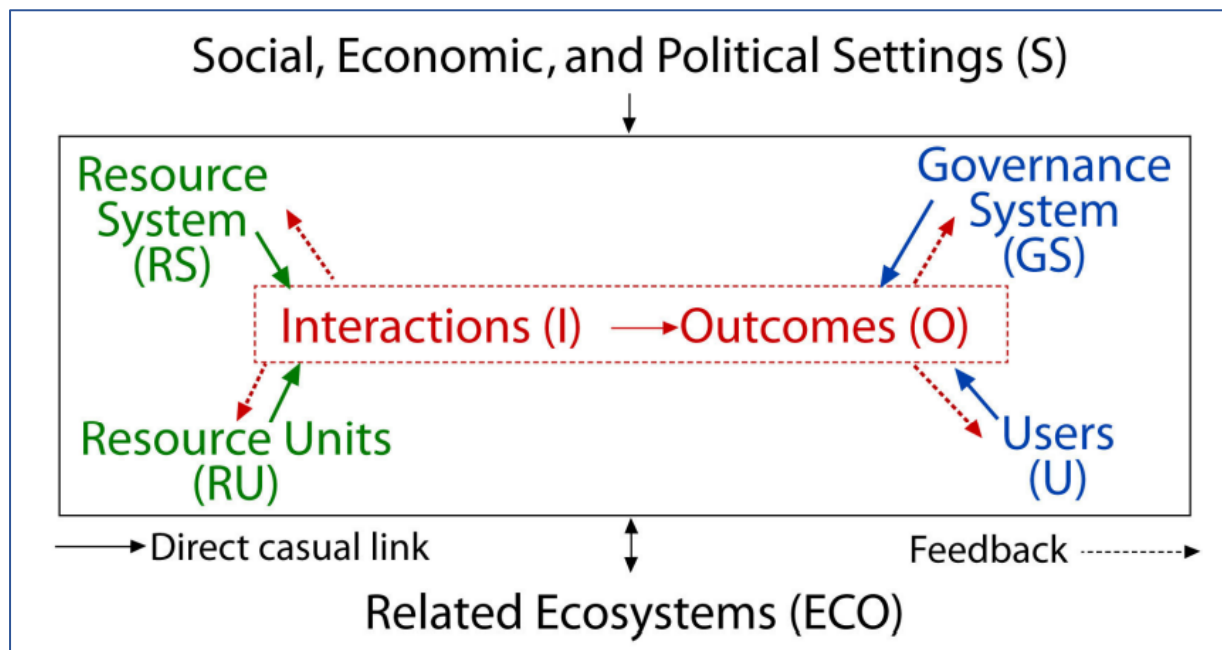 Social, Economic, and Political Settings (S)
Resource
System
(RS)
Governance
System
(GS)
Interactions (I)
Outcomes (O)
Resource Units
(RU)
Users
(U)
Direct casual link
Feedback
Related Ecosystems (ECO)